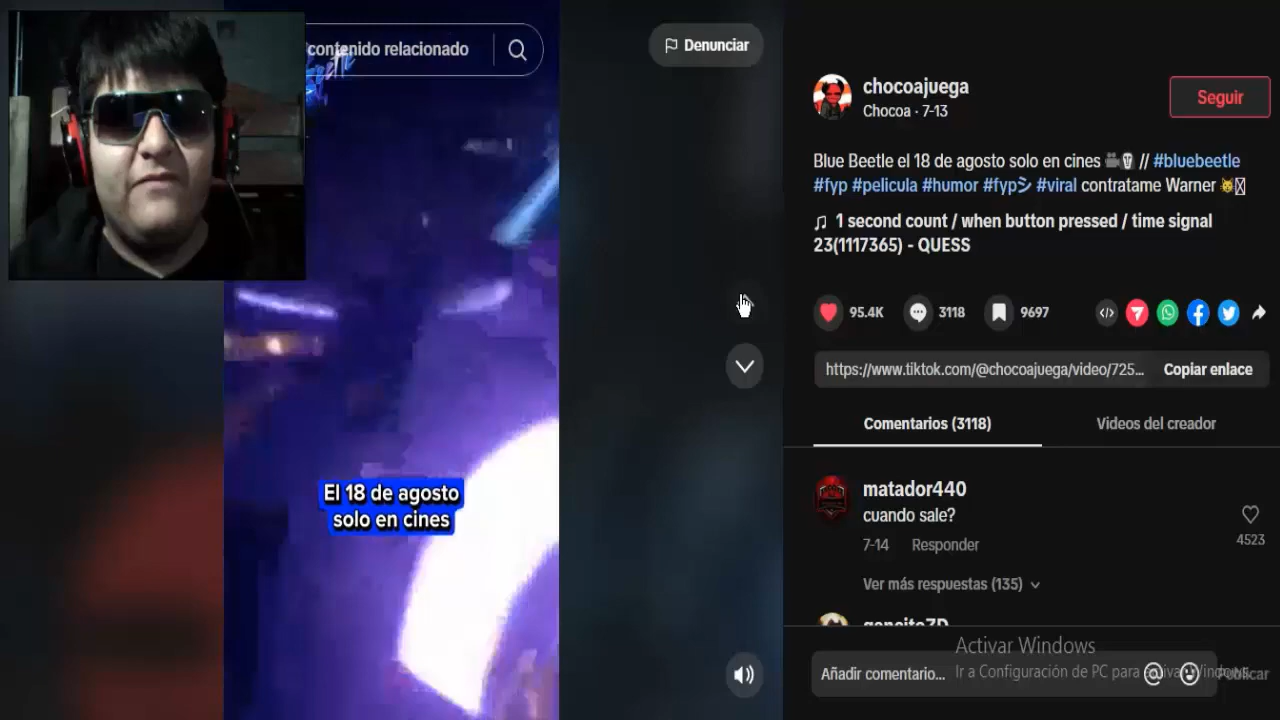 contenido relacionado
Denunciar
Beetle
El 18 de agosto
solo en cines
chocoajuega
Chocoa · 7-13
Seguir
Blue Beetle el 18 de agosto solo en cines 🎥 // #bluebeetle
#fyp #pelicula #humor #fypシ #viral contratame Warner
♫ 1 second count / when button pressed / time signal
23(1117365) - QUESS
95.4K 3118 9697
https://www.tiktok.com/@chocoajuega/video/725... Copiar enlace
Comentarios (3118) Videos del creador
matador440
cuando sale?
4523
7-14 Responder
Ver más respuestas (135)
Activar Windows
Ir a Configuración de PC para activar Windows.
Añadir comentario...
Publicar